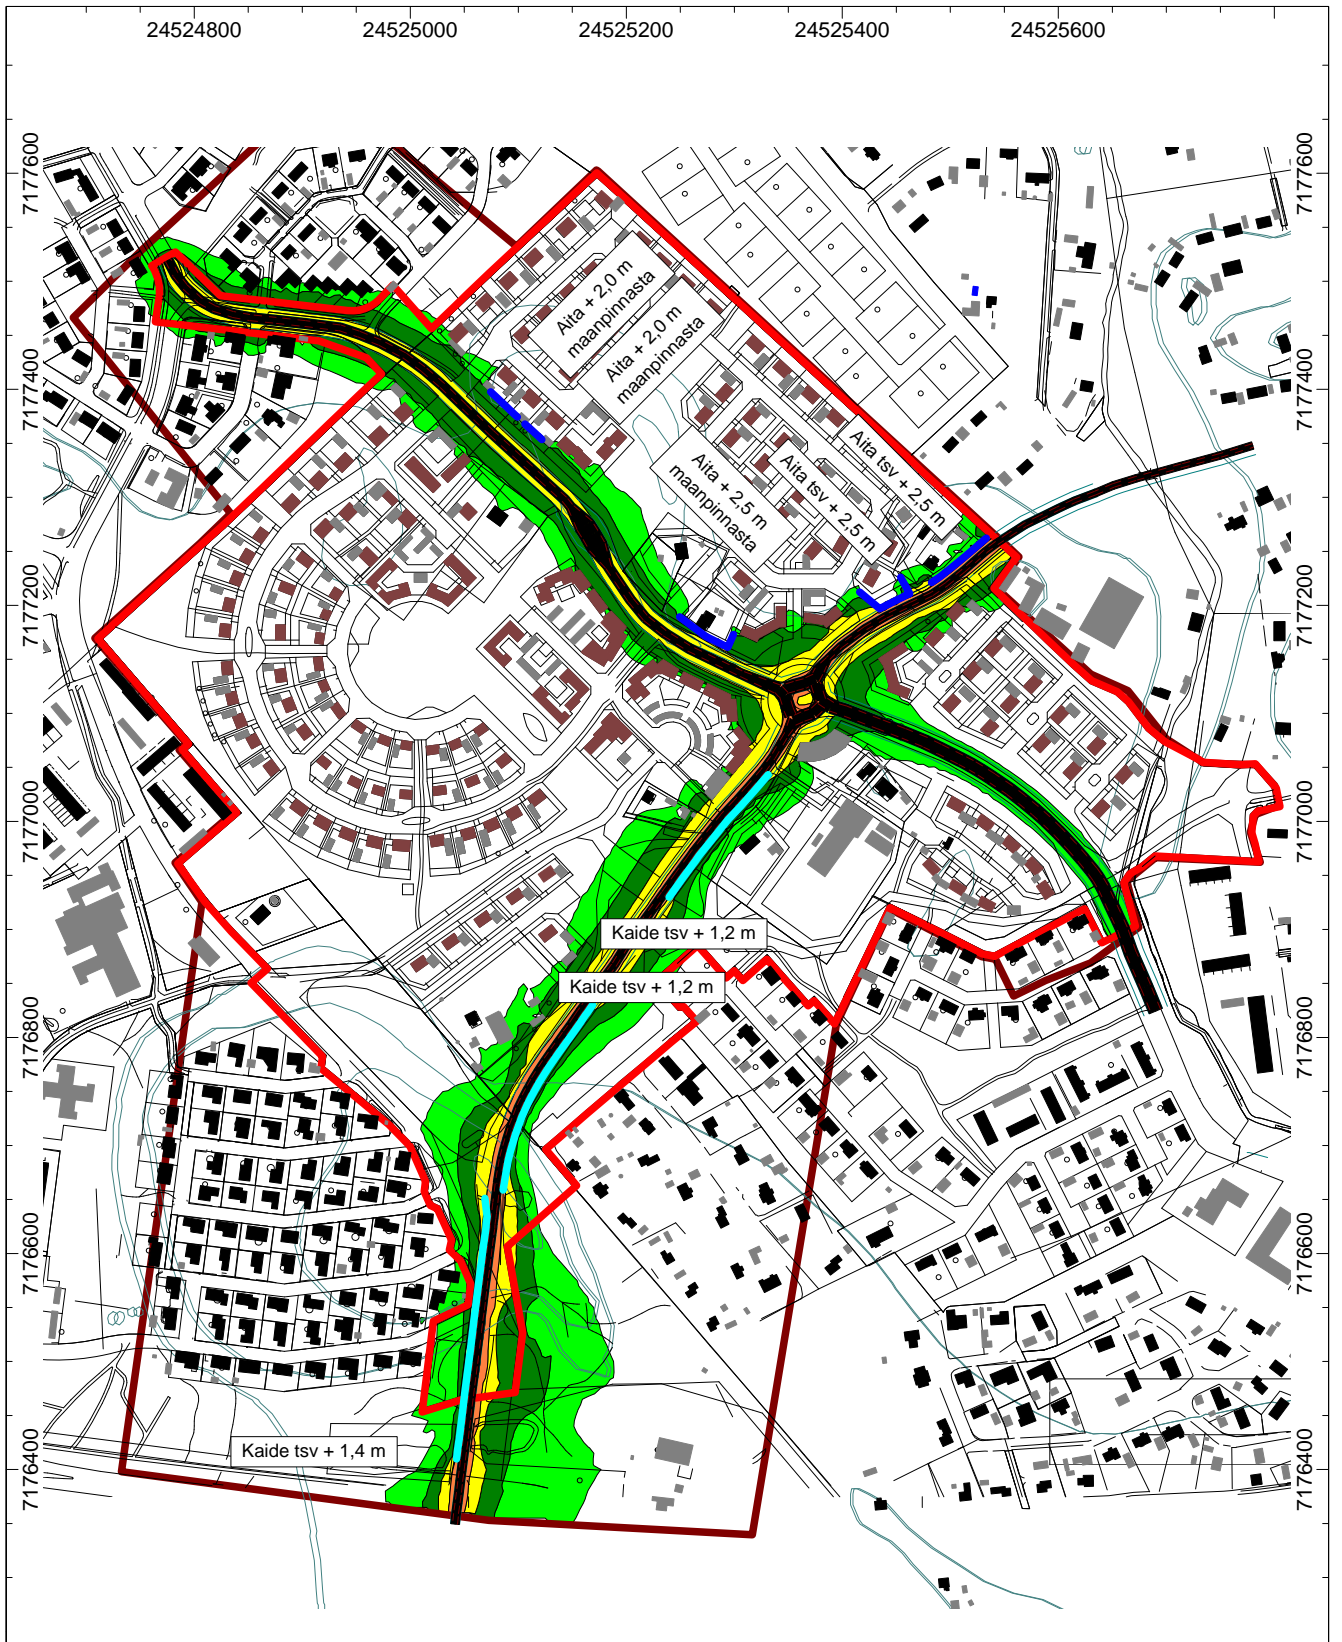 24524800 24525000 24525200 24525400 24525600
7177600
7177400
7177200
7177000
7176800
7176600
7176400
7177600
7177400
7177200
7177000
7176800
7176600
7176400
Aita + 2,0 m
maanpinnasta
Aita + 2,0 m
maanpinnasta
Aita + 2,5 m
maanpinnasta
Aita tsv + 2,5 m
Aita tsv + 2,5 m
Kaide tsv + 1,2 m
Kaide tsv + 1,2 m
Kaide tsv + 1,4 m